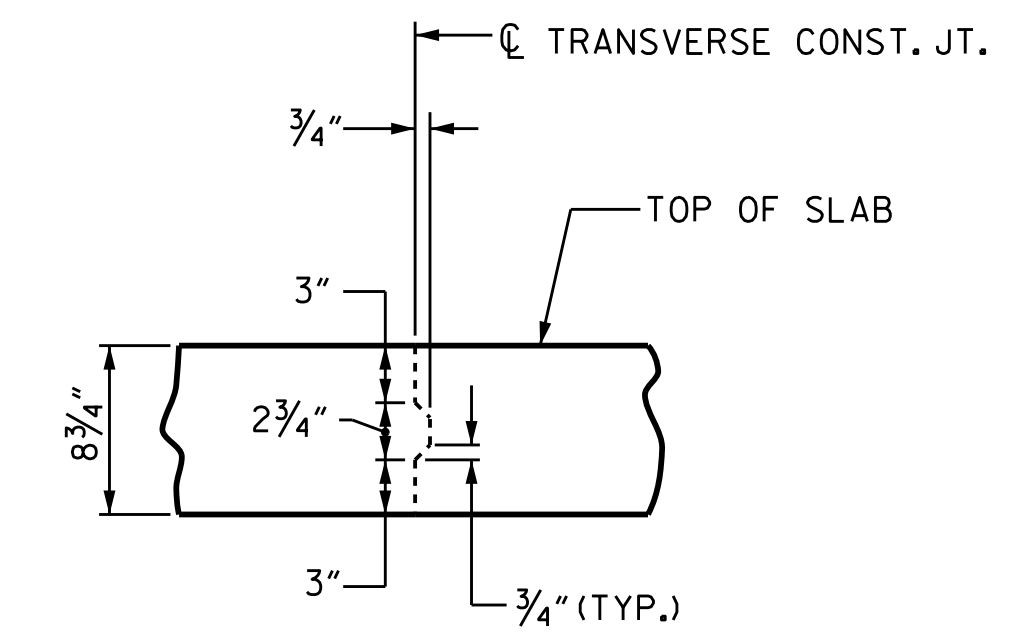 ℄ TRANSVERSE CONST. JT.
3/4"
TOP OF SLAB
3"
2 3/4"
8 3/4"
3"
3/4" (TYP.)